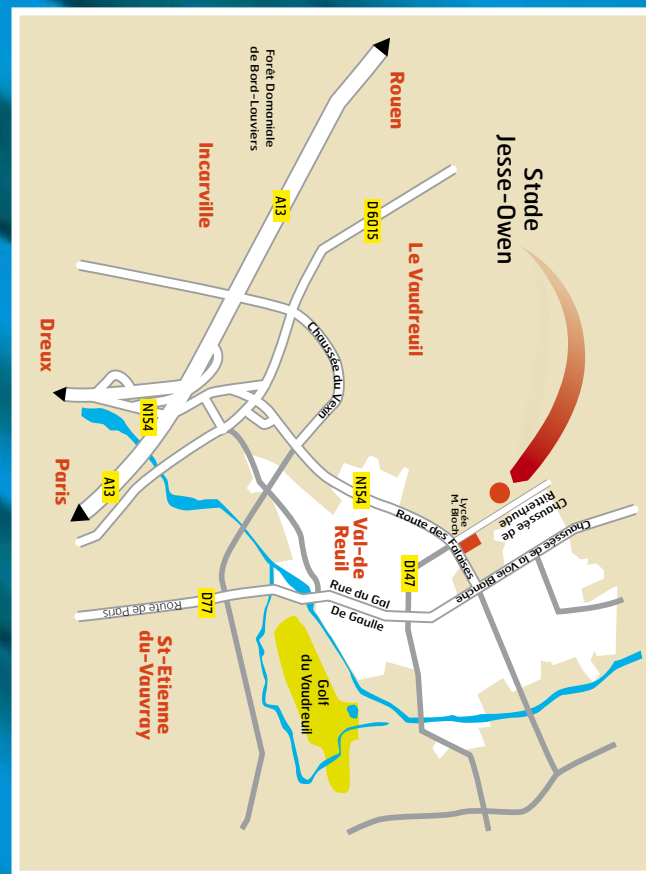 Stade
Jesse-Owen
Rouen
Forêt Domaniale
de Bord-Louviers
Incarville
A13
D 6015
Le Vaudreuil
Chaussée du Vexin
Dreux
N154
Paris
A13
N154
Val-de
Reuil
Route des Falaises
Lycée
M Bloch
Chaussée de
Ritterhude
Chaussée de la Voie Blanche
D147
Rue du Gal
De Gaulle
D77
Route de Paris
St-Etienne
du-Vauvray
Golf
du Vaudreuil